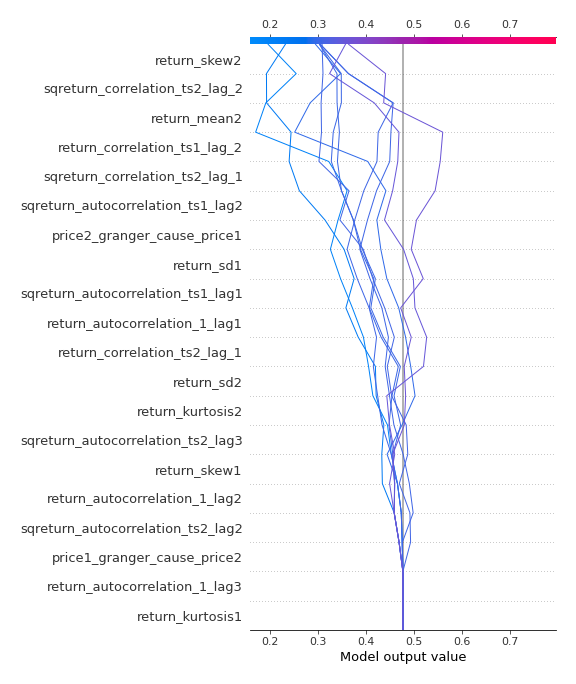 0.2 0.3 0.4 0.5 0.6 0.7
return_skew2
sqreturn_correlation_ts2_lag_2
return_mean2
return_correlation_ts1_lag_2
sqreturn_correlation_ts2_lag_1
sqreturn_autocorrelation_ts1_lag2
price2_granger_cause_price1
return_sd1
sqreturn_autocorrelation_ts1_lag1
return_autocorrelation_1_lag1
return_correlation_ts2_lag_1
return_sd2
return_kurtosis2
sqreturn_autocorrelation_ts2_lag3
return_skew1
return_autocorrelation_1_lag2
sqreturn_autocorrelation_ts2_lag2
price1_granger_cause_price2
return_autocorrelation_1_lag3
return_kurtosis1
0.2 0.3 0.4 0.5 0.6 0.7
Model output value